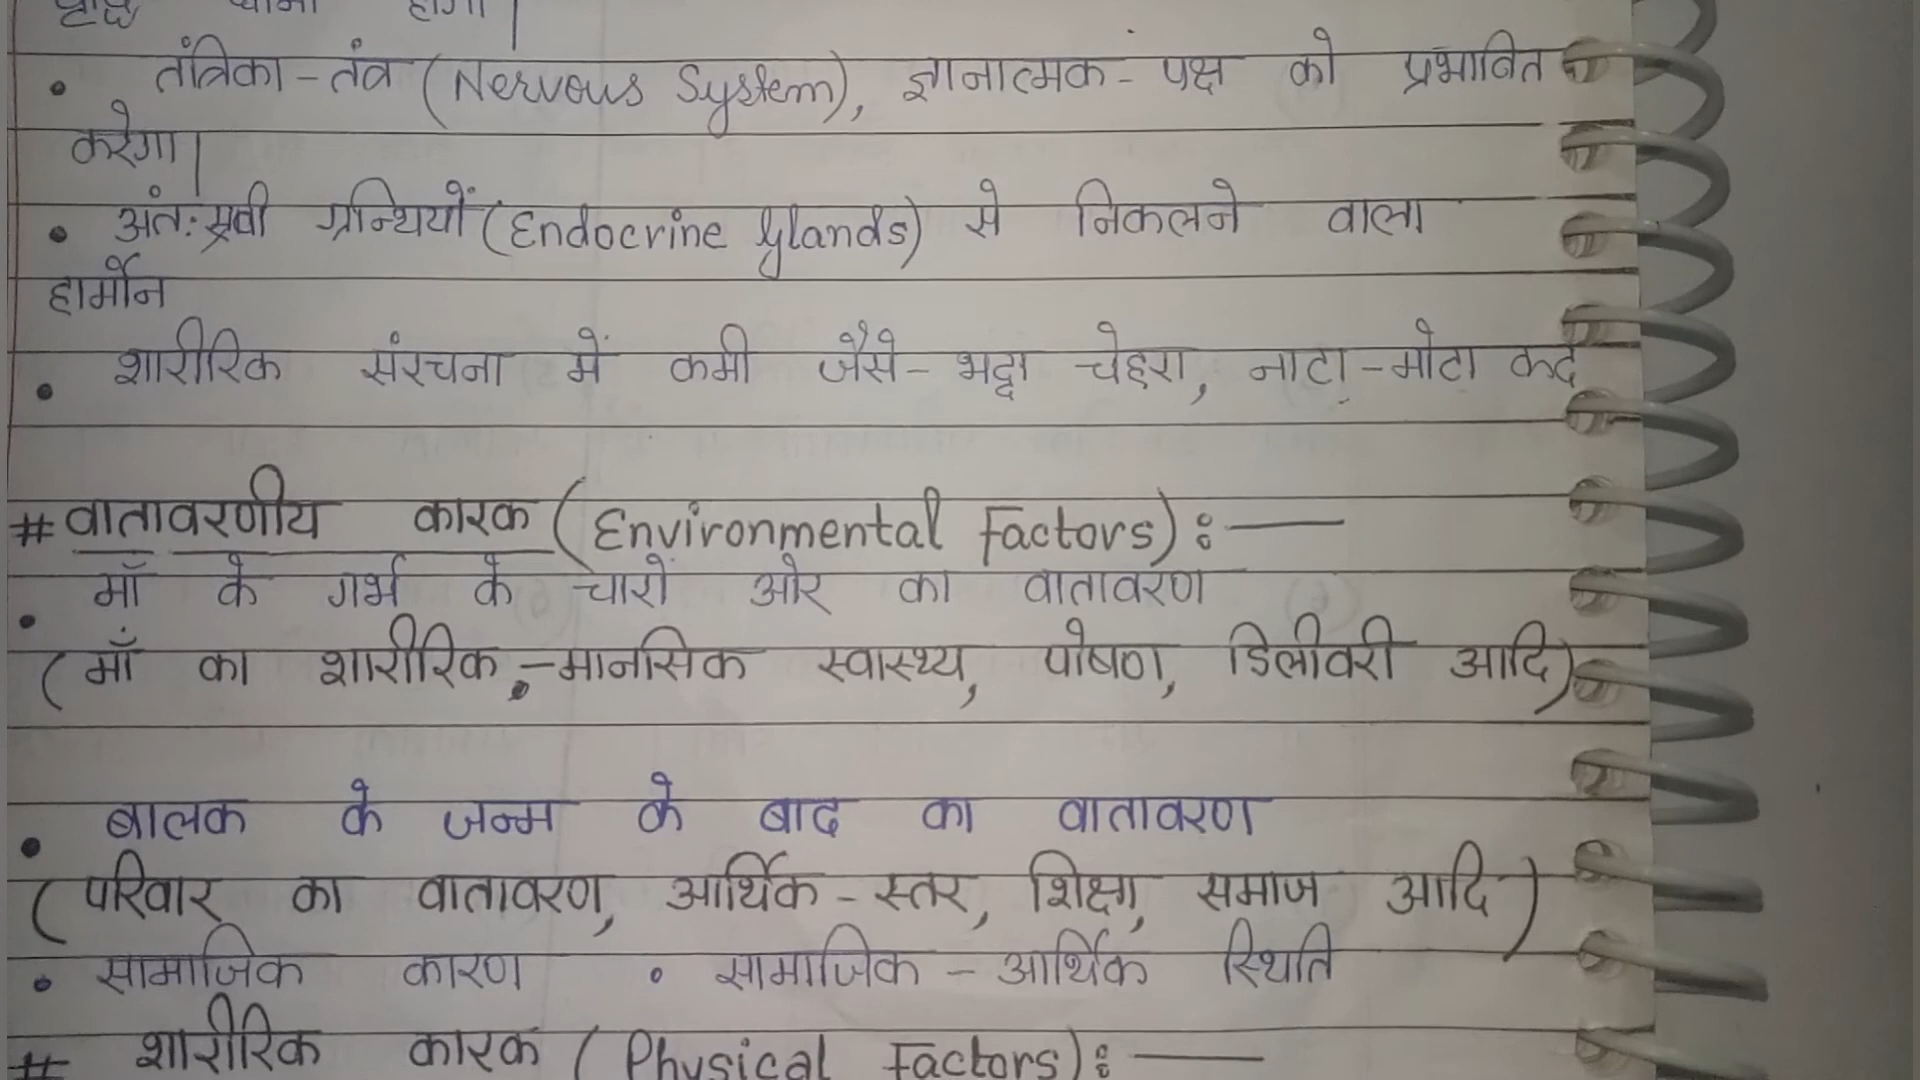 होगा |
• तंत्रिका - तंत्र (Nervous System), ज्ञानात्मक - पक्ष को प्रभावित
करेगा |
• अंतःस्रवी ग्रन्थियों (Endocrine Glands) से निकलने वाला
हार्मोन
• शारीरिक संरचना में कमी जैसे - भद्दा चेहरा, नाटा - मोटा कद
# वातावरणीय कारक (Environmental Factors) : —
• माँ के गर्भ के चारों ओर का वातावरण
(माँ का शारीरिक, - मानसिक स्वास्थ्य, पोषण, डिलीवरी आदि)
• बालक के जन्म के बाद का वातावरण
(परिवार का वातावरण, आर्थिक - स्तर, शिक्षा, समाज आदि)
• सामाजिक कारण • सामाजिक - आर्थिक स्थिति
# शारीरिक कारक (Physical Factors) : —